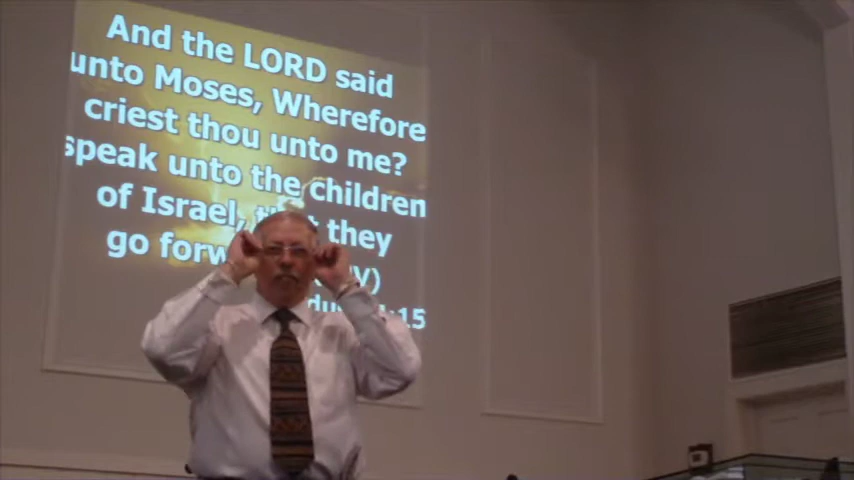 And the LORD said
unto Moses, Wherefore
criest thou unto me?
speak unto the children
of Israel, they
go forw
:15